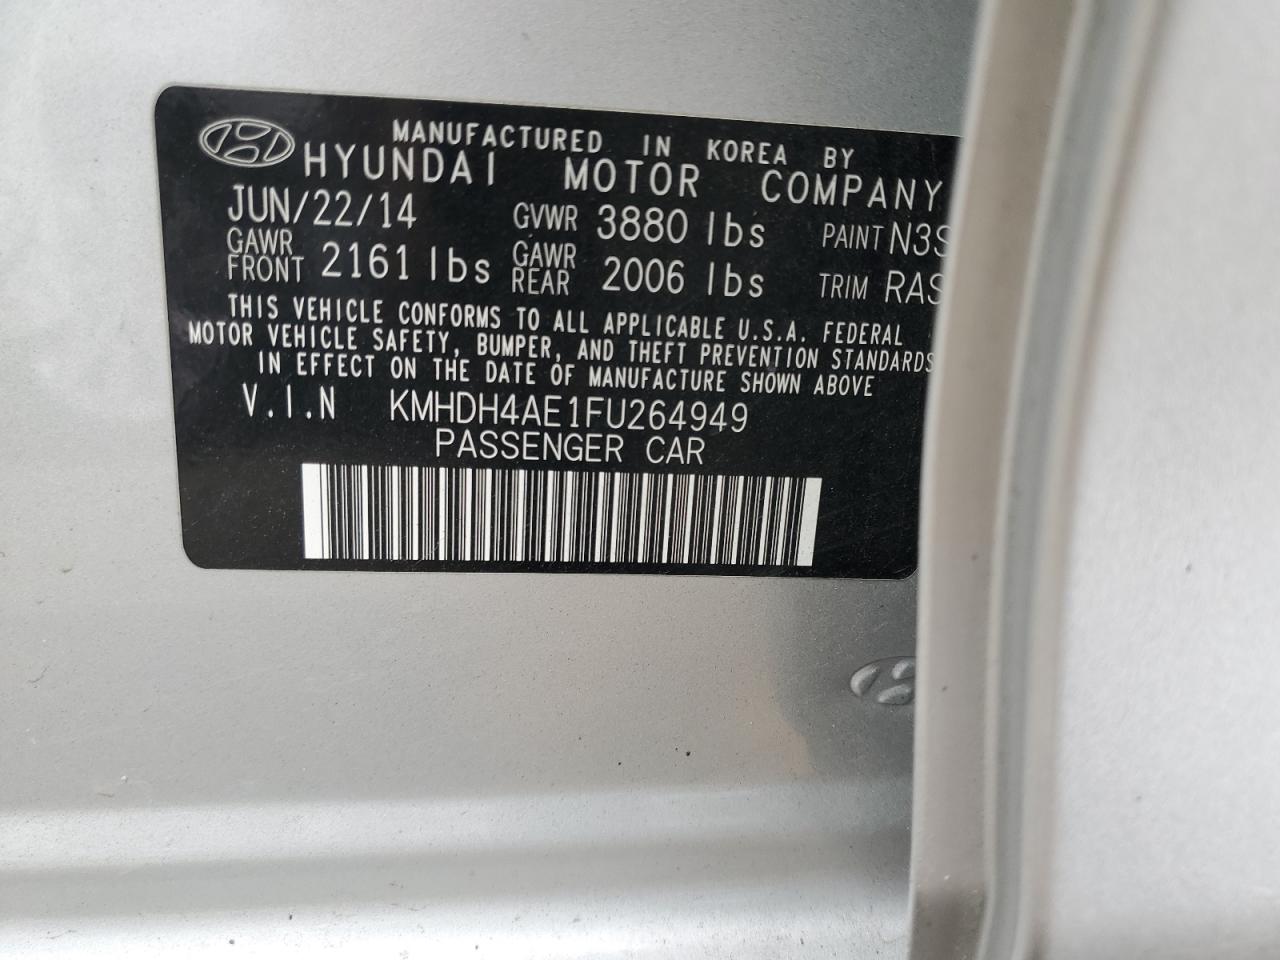 MANUFACTURED IN KOREA BY
HYUNDAI MOTOR COMPANY
JUN/22/14 GVWR 3880 lbs PAINT N3S
GAWR FRONT 2161 lbs GAWR REAR 2006 lbs TRIM RAS
THIS VEHICLE CONFORMS TO ALL APPLICABLE U.S.A. FEDERAL
MOTOR VEHICLE SAFETY, BUMPER, AND THEFT PREVENTION STANDARDS
IN EFFECT ON THE DATE OF MANUFACTURE SHOWN ABOVE
V.I.N KMHDH4AE1FU264949
PASSENGER CAR